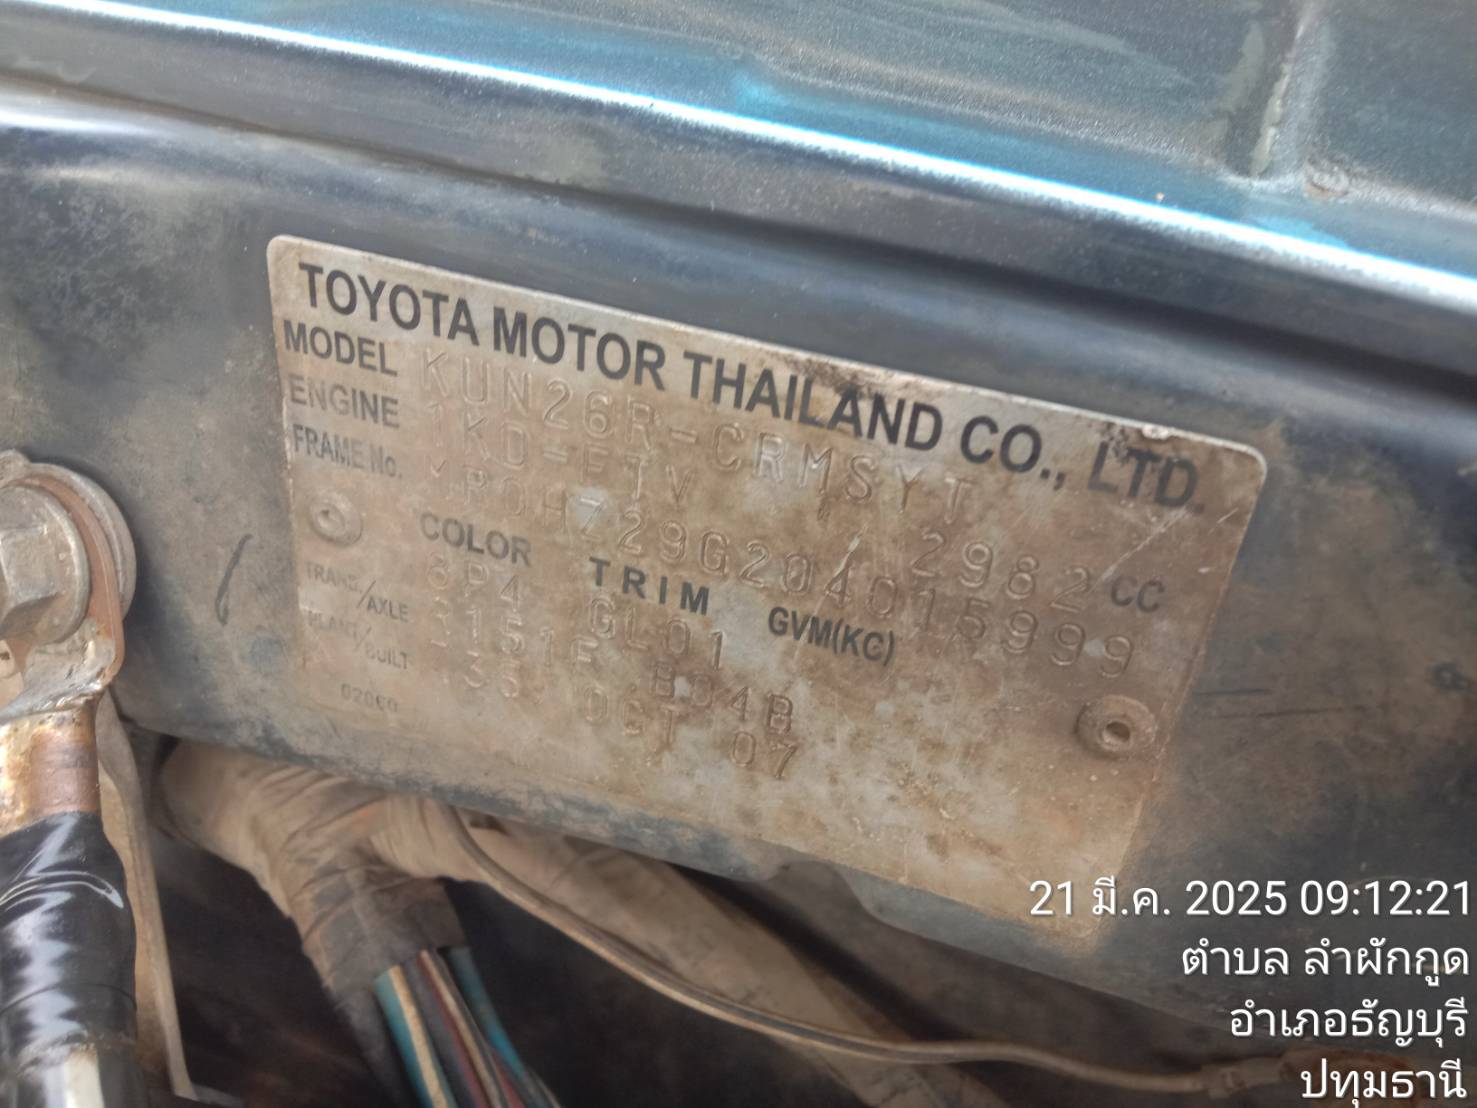 TOYOTA MOTOR THAILAND CO., LTD.
MODEL KUN26R-CRMSYT
ENGINE 1KD-FTV / 2982 CC
FRAME No. MR0HZ29G204015999
COLOR TRIM GVM(KG)
6P4 GL01
TRANS/AXLE R151F B04B
PLANT/BUILT OCT 07
21 มี.ค. 2025 09:12:21
ตำบล ลำผักกูด
อำเภอธัญบุรี
ปทุมธานี